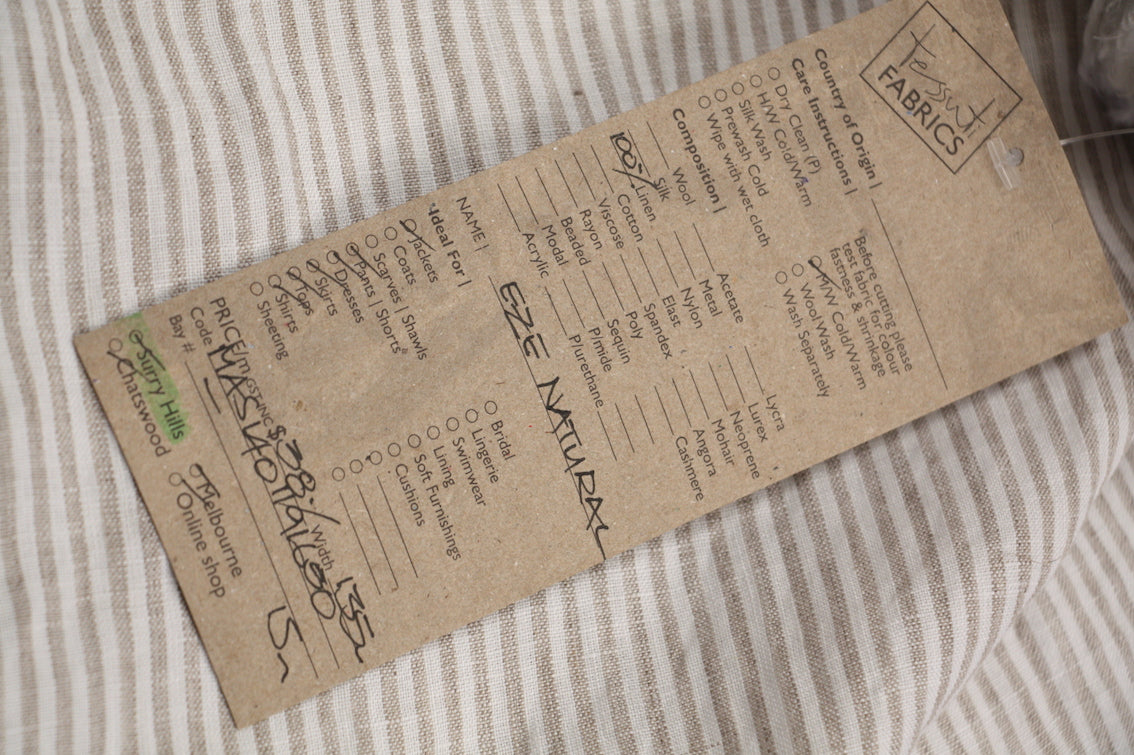 tessuti
FABRICS
Country of Origin |
Care Instructions |
Dry Clean (P)
H/W Cold/Warm
Silk Wash
Prewash Cold
Wipe with wet cloth
Before cutting please
test fabric for colour
fastness & shrinkage
M/W Cold/Warm
Wool Wash
Wash Separately
Composition |
Wool
Silk
100% Linen
Cotton
Viscose
Rayon
Beaded
Modal
Acrylic
Acetate
Metal
Nylon
Elast
Spandex
Poly
Sequin
P/mide
P/urethane
Lycra
Lurex
Neoprene
Mohair
Angora
Cashmere
NAME | EZE NATURAL
Ideal For |
Jackets
Coats
Scarves | Shawls
Pants | Shorts
Dresses
Skirts
Tops
Shirts
Sheeting
Bridal
Lingerie
Swimwear
Lining
Soft Furnishings
Cushions
PRICE/m $38- Width 135
Code
Bay #
Surry Hills
Chatswood
Melbourne
Online shop